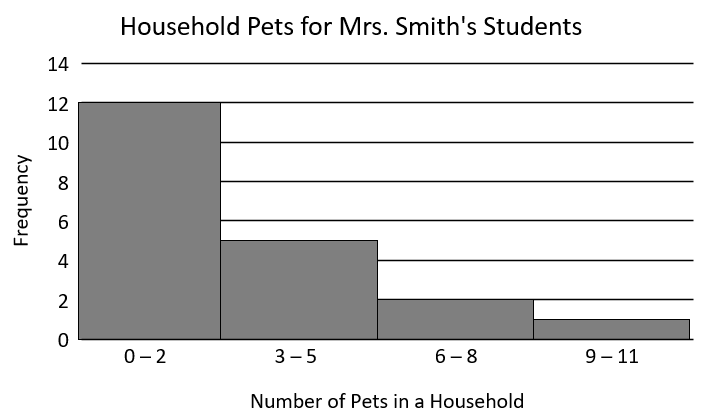 Household Pets for Mrs. Smith's Students
14
12
10
8
6
4
2
0
Frequency
0 – 2
3 – 5
6 – 8
9 – 11
Number of Pets in a Household